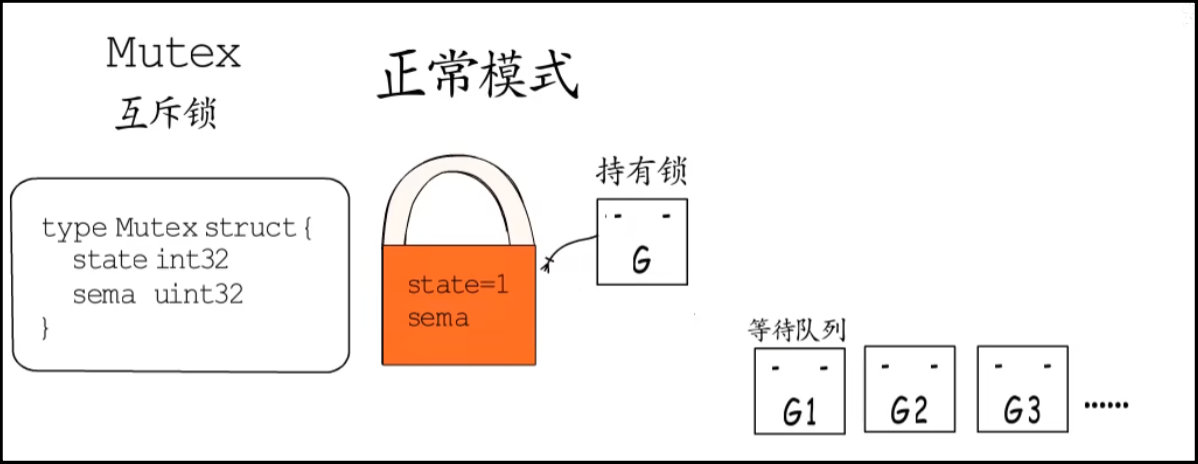 Mutex
互斥锁
正常模式
type Mutex struct{
state int32
sema uint32
}
state=1
sema
持有锁
G
等待队列
G1
G2
G3
......